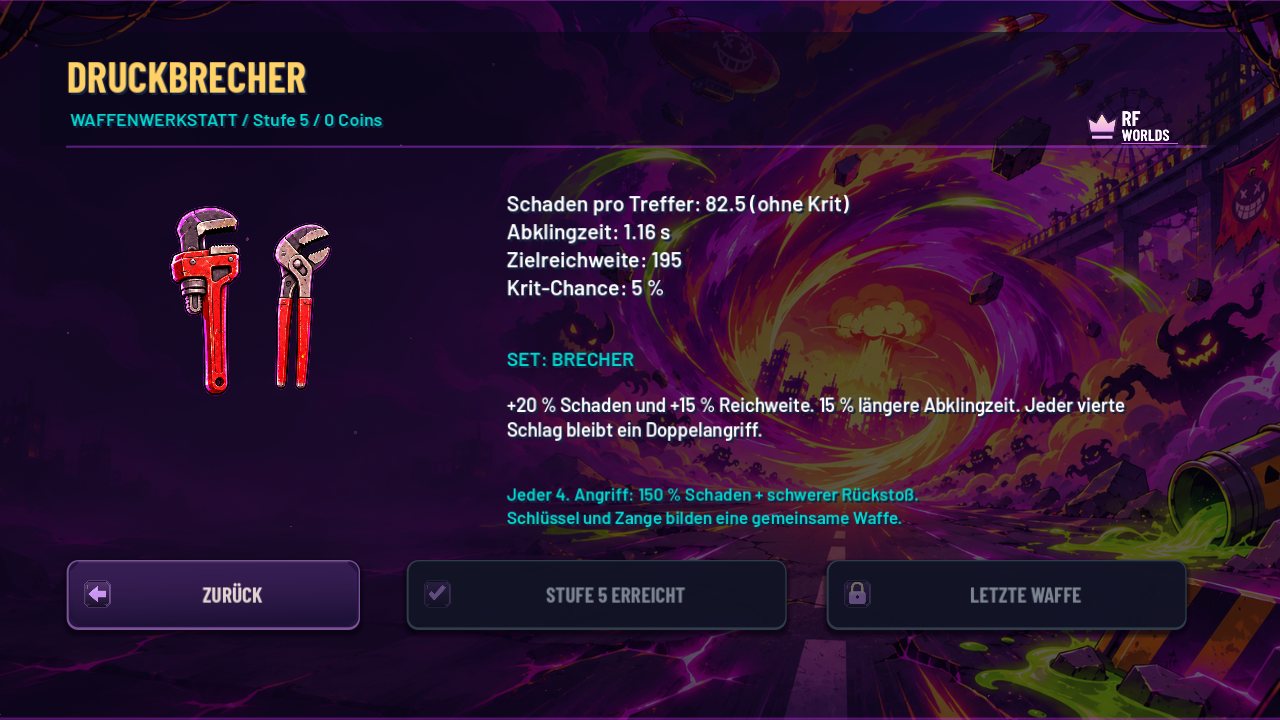 DRUCKBRECHER
WAFFENWERKSTATT / Stufe 5 / 0 Coins
RF
WORLDS
Schaden pro Treffer: 82.5 (ohne Krit)
Abklingzeit: 1.16 s
Zielreichweite: 195
Krit-Chance: 5 %
SET: BRECHER
+20 % Schaden und +15 % Reichweite. 15 % längere Abklingzeit. Jeder vierte
Schlag bleibt ein Doppelangriff.
Jeder 4. Angriff: 150 % Schaden + schwerer Rückstoß.
Schlüssel und Zange bilden eine gemeinsame Waffe.
ZURÜCK
STUFE 5 ERREICHT
LETZTE WAFFE